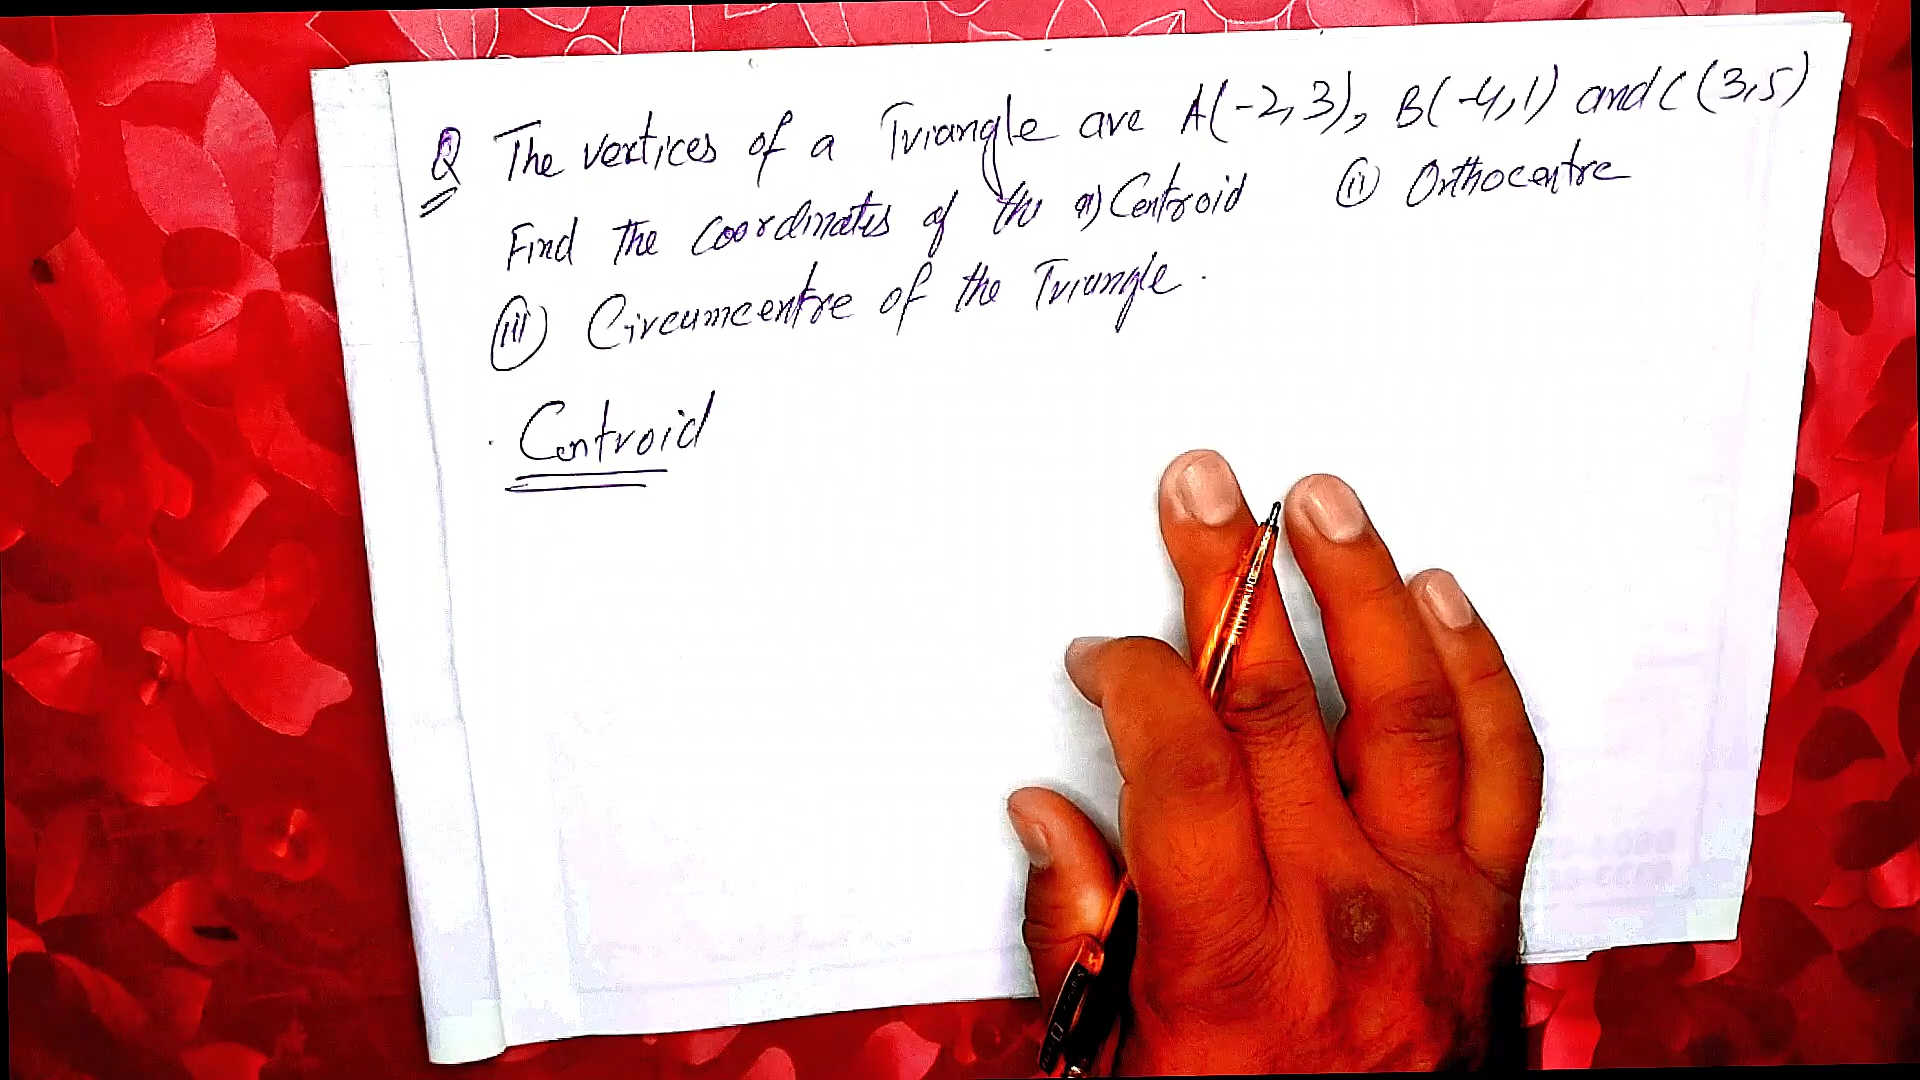 Q The vertices of a Triangle are A(-2,3), B(-4,1) and C(3,5)
Find the coordinates of the a) Centroid (ii) Orthocentre
(iii) Circumcentre of the Triangle.
Centroid